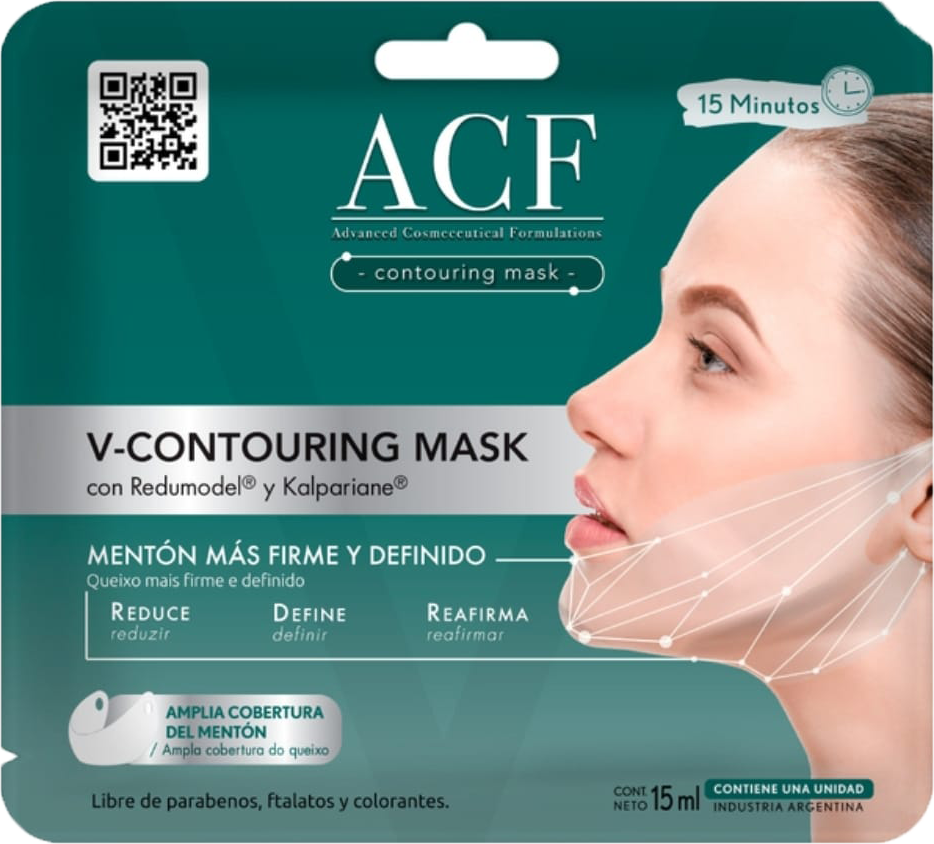 15 Minutos
ACF
Advanced Cosmeceutical Formulations
- contouring mask -
V-CONTOURING MASK
con Redumodel® y Kalpariane®
MENTÓN MÁS FIRME Y DEFINIDO
Queixo mais firme e definido
REDUCE DEFINE REAFIRMA
reduzir definir reafirmar
AMPLIA COBERTURA
DEL MENTÓN
/ Ampla cobertura do queixo
Libre de parabenos, ftalatos y colorantes.
CONT. NETO 15 ml
CONTIENE UNA UNIDAD
INDUSTRIA ARGENTINA